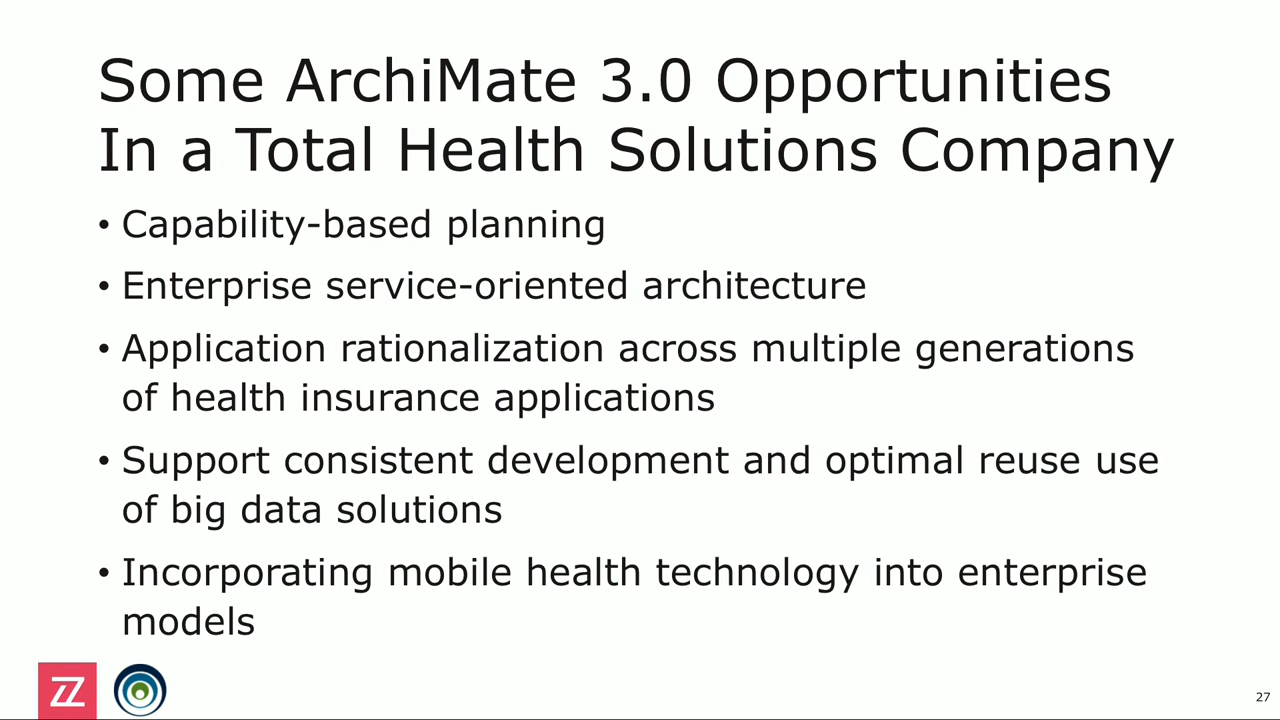 Some ArchiMate 3.0 Opportunities
In a Total Health Solutions Company
• Capability-based planning
• Enterprise service-oriented architecture
• Application rationalization across multiple generations
of health insurance applications
• Support consistent development and optimal reuse use
of big data solutions
• Incorporating mobile health technology into enterprise
models
27